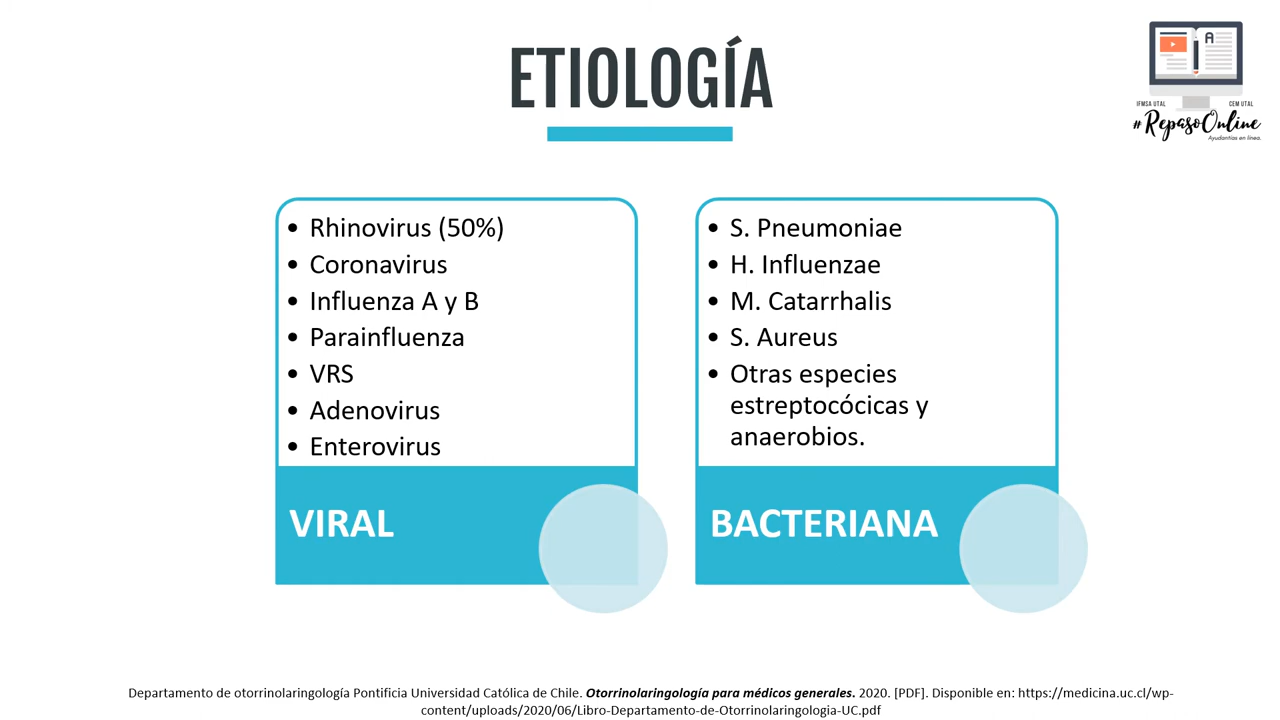 ETIOLOGÍA
A
IFMSA UTAL
CEM UTAL
#RepasoOnline
Ayudantías en línea.
• Rhinovirus (50%)
• Coronavirus
• Influenza A y B
• Parainfluenza
• VRS
• Adenovirus
• Enterovirus
VIRAL
• S. Pneumoniae
• H. Influenzae
• M. Catarrhalis
• S. Aureus
• Otras especies
estreptocócicas y
anaerobios.
BACTERIANA
Departamento de otorrinolaringología Pontificia Universidad Católica de Chile. Otorrinolaringología para médicos generales. 2020. [PDF]. Disponible en: https://medicina.uc.cl/wp-
content/uploads/2020/06/Libro-Departamento-de-Otorrinolaringologia-UC.pdf